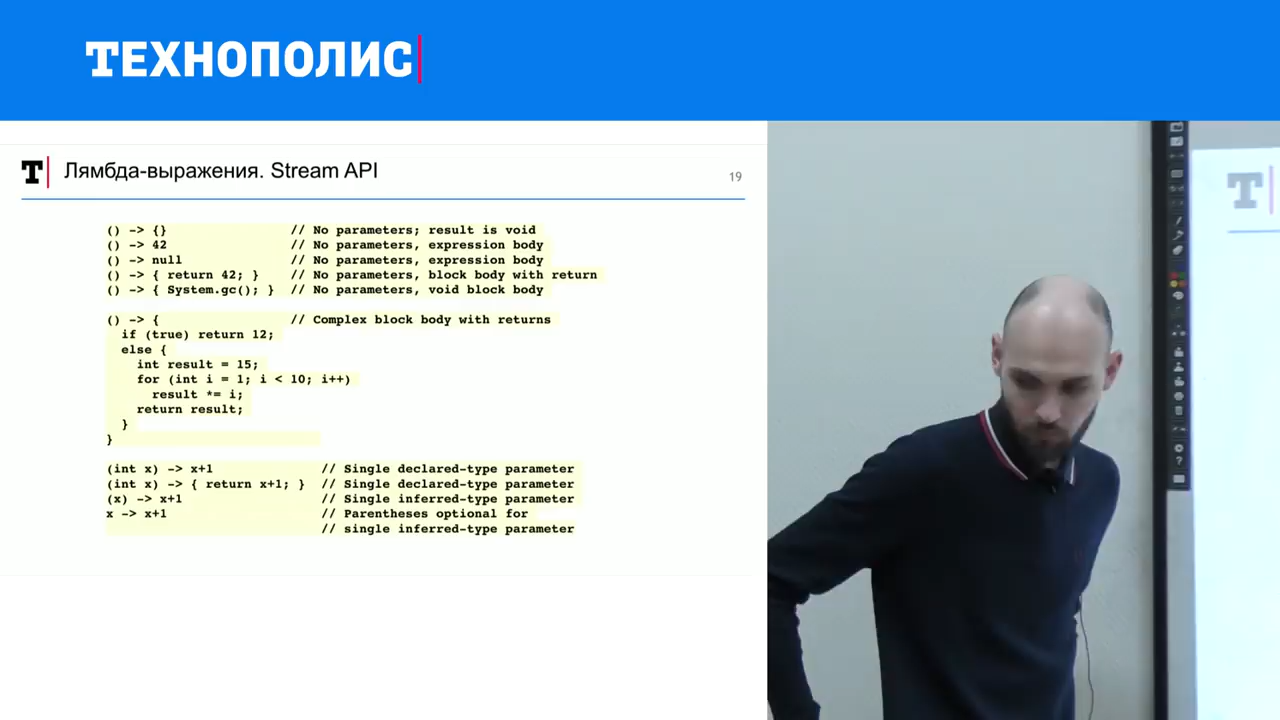 ТЕХНОПОЛИС
T Лямбда-выражения. Stream API
19
() -> {} // No parameters; result is void
() -> 42 // No parameters, expression body
() -> null // No parameters, expression body
() -> { return 42; } // No parameters, block body with return
() -> { System.gc(); } // No parameters, void block body
() -> { // Complex block body with returns
if (true) return 12;
else {
int result = 15;
for (int i = 1; i < 10; i++)
result *= i;
return result;
}
}
(int x) -> x+1 // Single declared-type parameter
(int x) -> { return x+1; } // Single declared-type parameter
(x) -> x+1 // Single inferred-type parameter
x -> x+1 // Parentheses optional for
// single inferred-type parameter
T